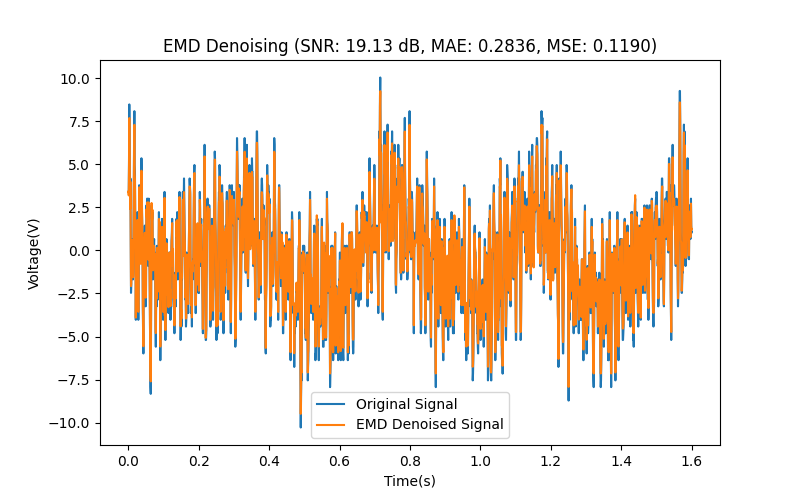 EMD Denoising (SNR: 19.13 dB, MAE: 0.2836, MSE: 0.1190)
10.0
7.5
5.0
2.5
0.0
−2.5
−5.0
−7.5
−10.0
Voltage(V)
Original Signal
EMD Denoised Signal
0.0 0.2 0.4 0.6 0.8 1.0 1.2 1.4 1.6
Time(s)